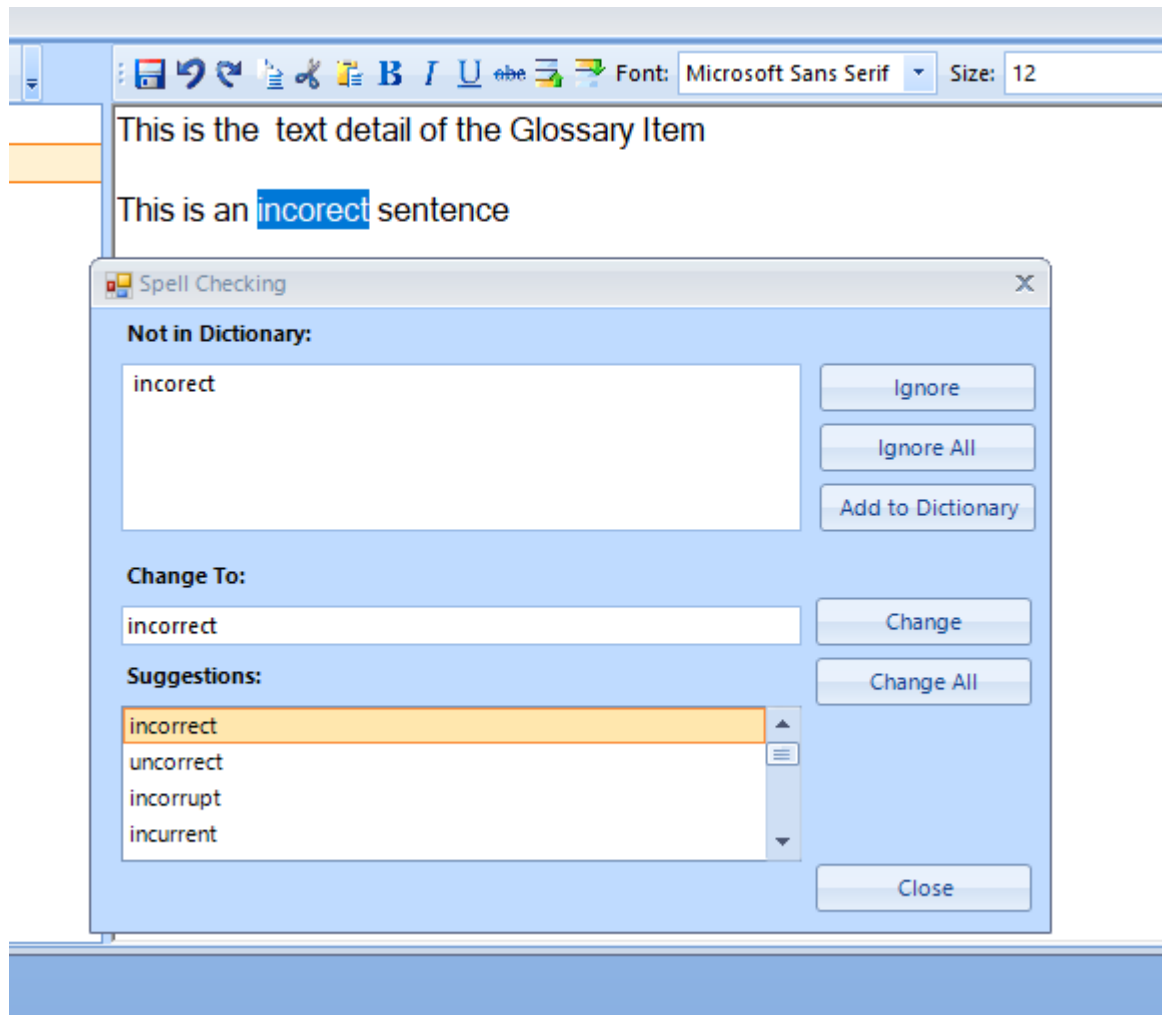 abc Font: Microsoft Sans Serif Size: 12
This is the  text detail of the Glossary Item
This is an incorect sentence
Spell Checking
Not in Dictionary:
incorect
Ignore
Ignore All
Add to Dictionary
Change To:
incorrect
Change
Suggestions:
Change All
incorrect
uncorrect
incorrupt
incurrent
Close